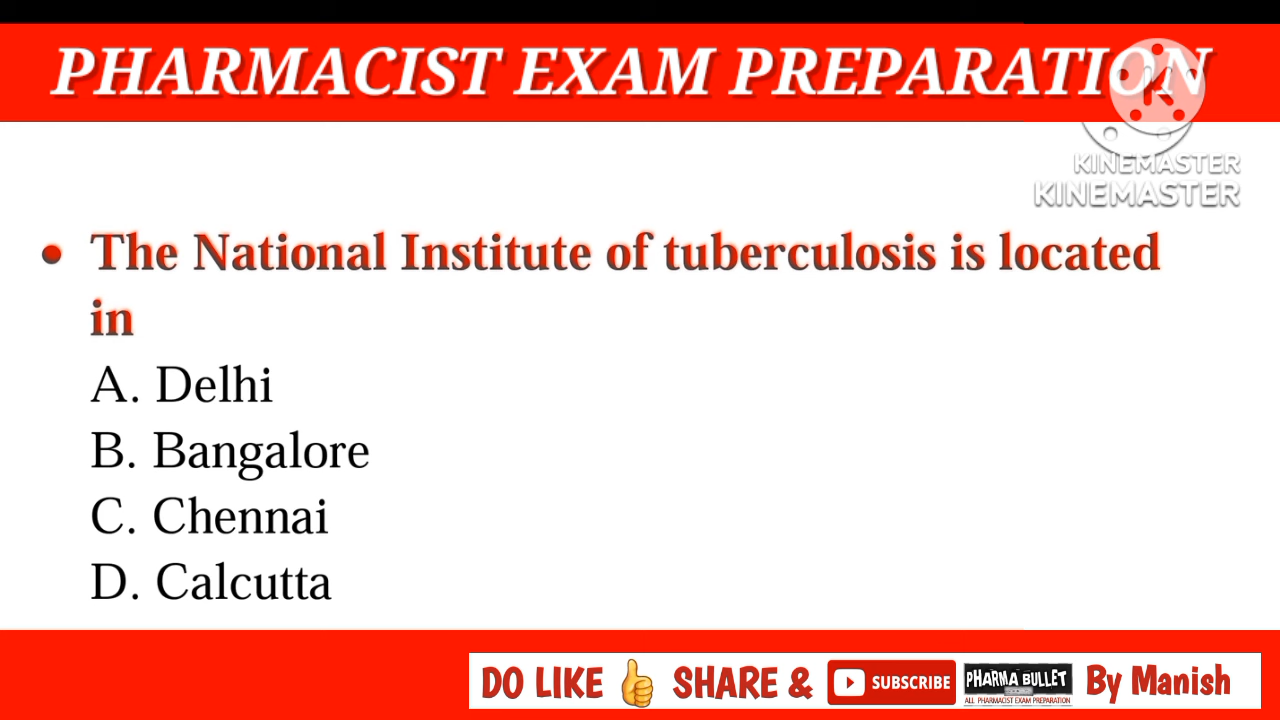 PHARMACIST EXAM PREPARATION
KINEMASTER
KINEMASTER
• The National Institute of tuberculosis is located
in
A. Delhi
B. Bangalore
C. Chennai
D. Calcutta
DO LIKE 👍 SHARE & SUBSCRIBE PHARMA BULLET By Manish
ALL PHARMACIST EXAM PREPARATION